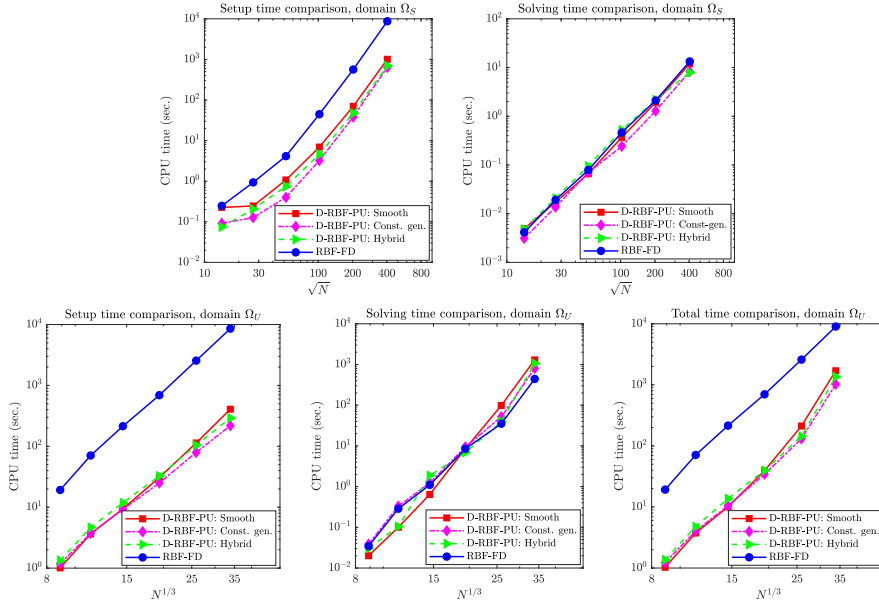 Setup time comparison, domain Ω_S
CPU time (sec.)
10^4
10^3
10^2
10^1
10^0
10^-1
10^-2
D-RBF-PU: Smooth
D-RBF-PU: Const. gen.
D-RBF-PU: Hybrid
RBF-FD
10 30 100 200 400 800
√N
Solving time comparison, domain Ω_S
CPU time (sec.)
10^2
10^1
10^0
10^-1
10^-2
10^-3
D-RBF-PU: Smooth
D-RBF-PU: Const-gen.
D-RBF-PU: Hybrid
RBF-FD
10 30 100 200 400 800
√N
Setup time comparison, domain Ω_U
CPU time (sec.)
10^4
10^3
10^2
10^1
10^0
D-RBF-PU: Smooth
D-RBF-PU: Const. gen.
D-RBF-PU: Hybrid
RBF-FD
8 15 25 35
N^1/3
Solving time comparison, domain Ω_U
CPU time (sec.)
10^4
10^3
10^2
10^1
10^0
10^-1
10^-2
D-RBF-PU: Smooth
D-RBF-PU: Const. gen.
D-RBF-PU: Hybrid
RBF-FD
8 15 25 35
N^1/3
Total time comparison, domain Ω_U
CPU time (sec.)
10^4
10^3
10^2
10^1
10^0
D-RBF-PU: Smooth
D-RBF-PU: Const. gen.
D-RBF-PU: Hybrid
RBF-FD
8 15 25 35
N^1/3